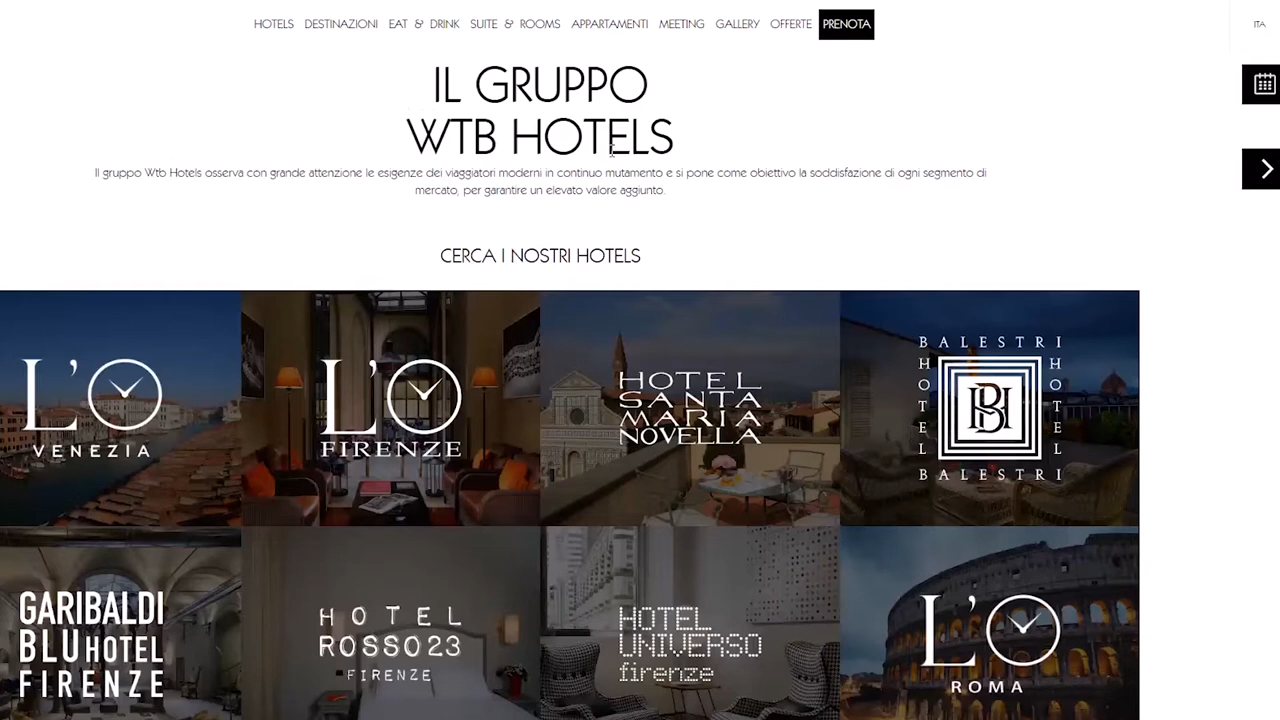 HOTELS DESTINAZIONI EAT & DRINK SUITE & ROOMS APPARTAMENTI MEETING GALLERY OFFERTE PRENOTA
ITA
IL GRUPPO
WTB HOTELS
Il gruppo Wtb Hotels osserva con grande attenzione le esigenze dei viaggiatori moderni in continuo mutamento e si pone come obiettivo la soddisfazione di ogni segmento di
mercato, per garantire un elevato valore aggiunto.
CERCA I NOSTRI HOTELS
L'O
VENEZIA
L'O
FIRENZE
HOTEL
SANTA
MARIA
NOVELLA
BALESTRI
HOTEL
BH
HOTEL
BALESTRI
GARIBALDI
BLU HOTEL
FIRENZE
HOTEL
ROSSO23
FIRENZE
HOTEL
UNIVERSO
firenze
L'O
ROMA